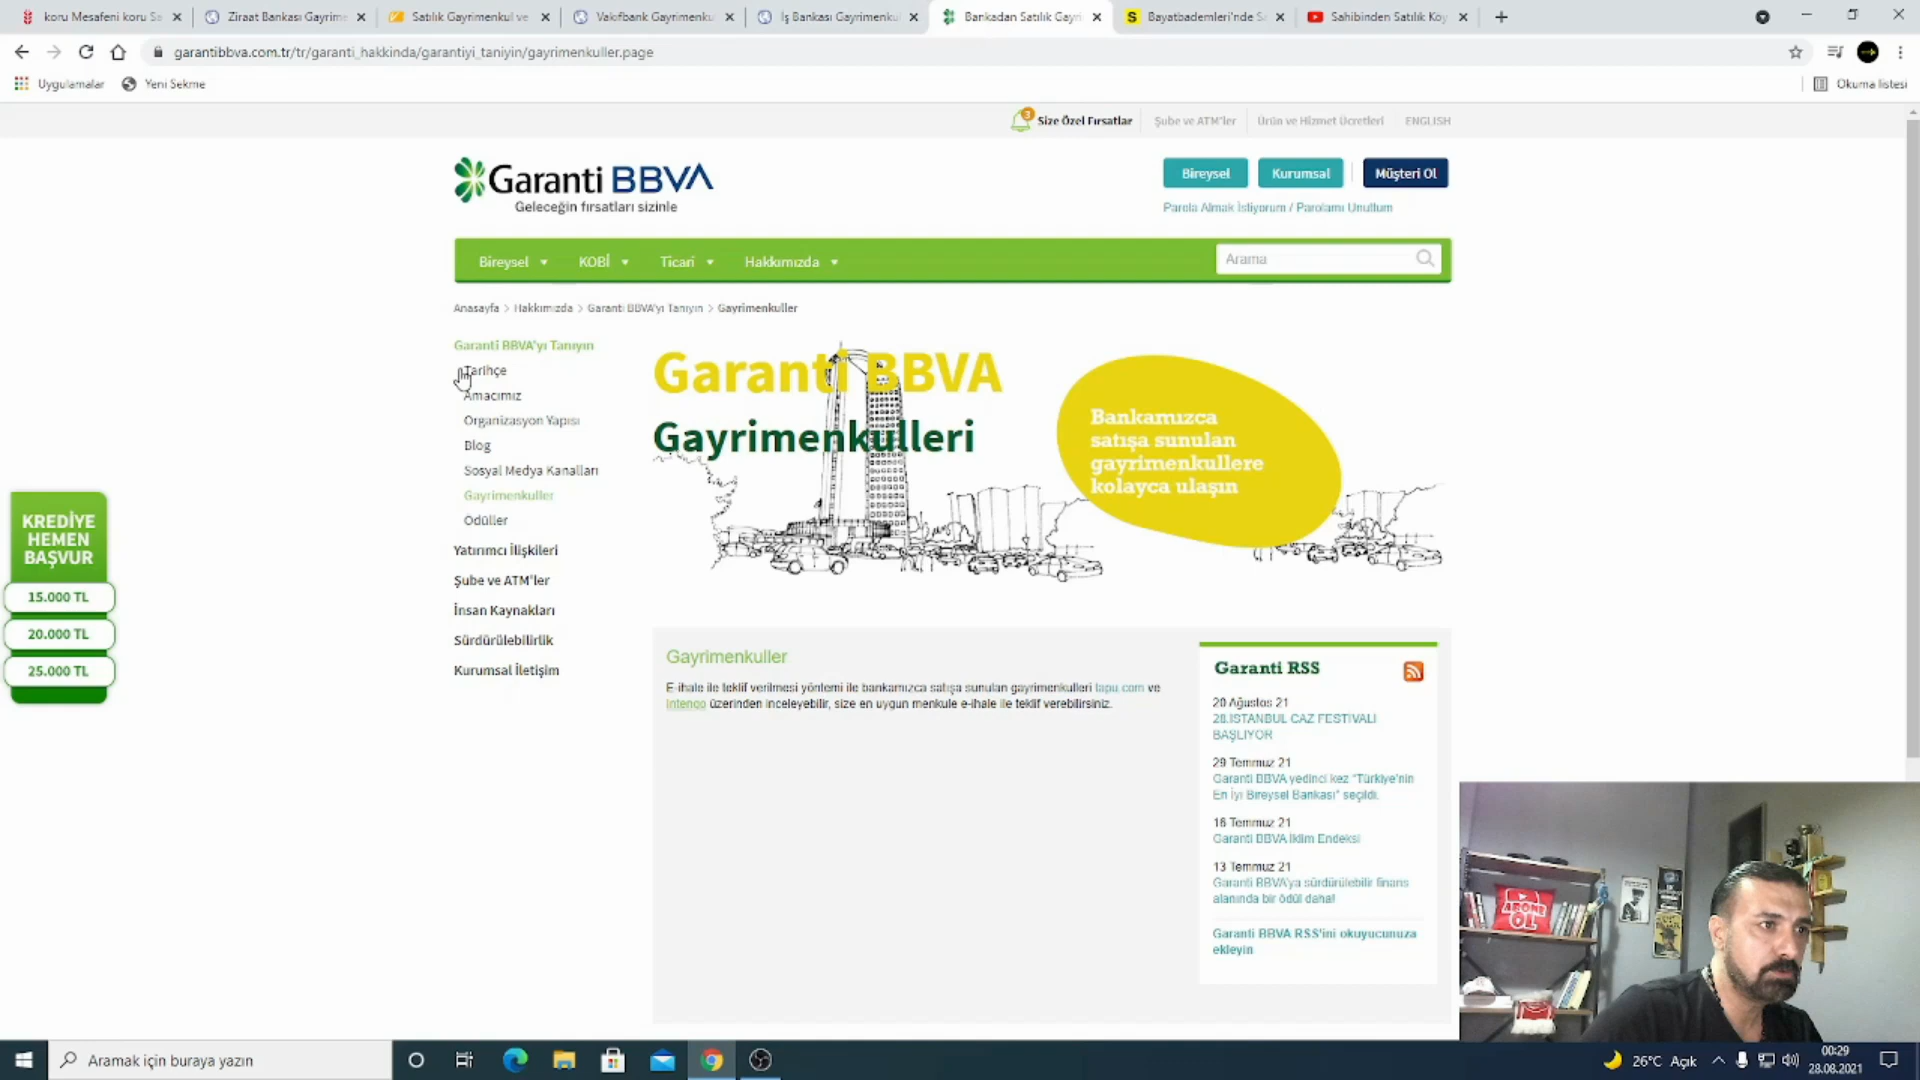 koru Mesafeni koru Sa
Ziraat Bankası Gayrime
Satılık Gayrimenkul ve
Vakıfbank Gayrimenku
İş Bankası Gayrimenku
Bankadan Satılık Gayri
Bayatbademleri'nde Sa
Sahibinden Satılık Köy
garantibbva.com.tr/tr/garanti_hakkinda/garantiyi_taniyin/gayrimenkuller.page
Uygulamalar
Yeni Sekme
Okuma listesi
3
Size Özel Fırsatlar
Şube ve ATM'ler
Ürün ve Hizmet Ücretleri
ENGLISH
Garanti BBVA
Geleceğin fırsatları sizinle
Bireysel
Kurumsal
Müşteri Ol
Parola Almak İstiyorum / Parolamı Unuttum
Bireysel
KOBİ
Ticari
Hakkımızda
Arama
Anasayfa > Hakkımızda > Garanti BBVA'yı Tanıyın > Gayrimenkuller
Garanti BBVA'yı Tanıyın
Tarihçe
Amacımız
Organizasyon Yapısı
Blog
Sosyal Medya Kanalları
Gayrimenkuller
Ödüller
Yatırımcı İlişkileri
Şube ve ATM'ler
İnsan Kaynakları
Sürdürülebilirlik
Kurumsal İletişim
Garanti BBVA
Gayrimenkulleri
Bankamızca
satışa sunulan
gayrimenkullere
kolayca ulaşın
KREDİYE
HEMEN
BAŞVUR
15.000 TL
20.000 TL
25.000 TL
Gayrimenkuller
E-ihale ile teklif verilmesi yöntemi ile bankamızca satışa sunulan gayrimenkulleri tapu.com ve
İntengo üzerinden inceleyebilir, size en uygun menkule e-ihale ile teklif verebilirsiniz.
Garanti RSS
20 Ağustos 21
28.İSTANBUL CAZ FESTİVALİ
BAŞLIYOR
29 Temmuz 21
Garanti BBVA yedinci kez "Türkiye'nin
En İyi Bireysel Bankası" seçildi.
16 Temmuz 21
Garanti BBVA İklim Endeksi
13 Temmuz 21
Garanti BBVA'ya sürdürülebilir finans
alanında bir ödül daha!
Garanti BBVA RSS'ini okuyucunuza
ekleyin
ABONE
OL
Aramak için buraya yazın
26°C Açık
00:29
28.08.2021